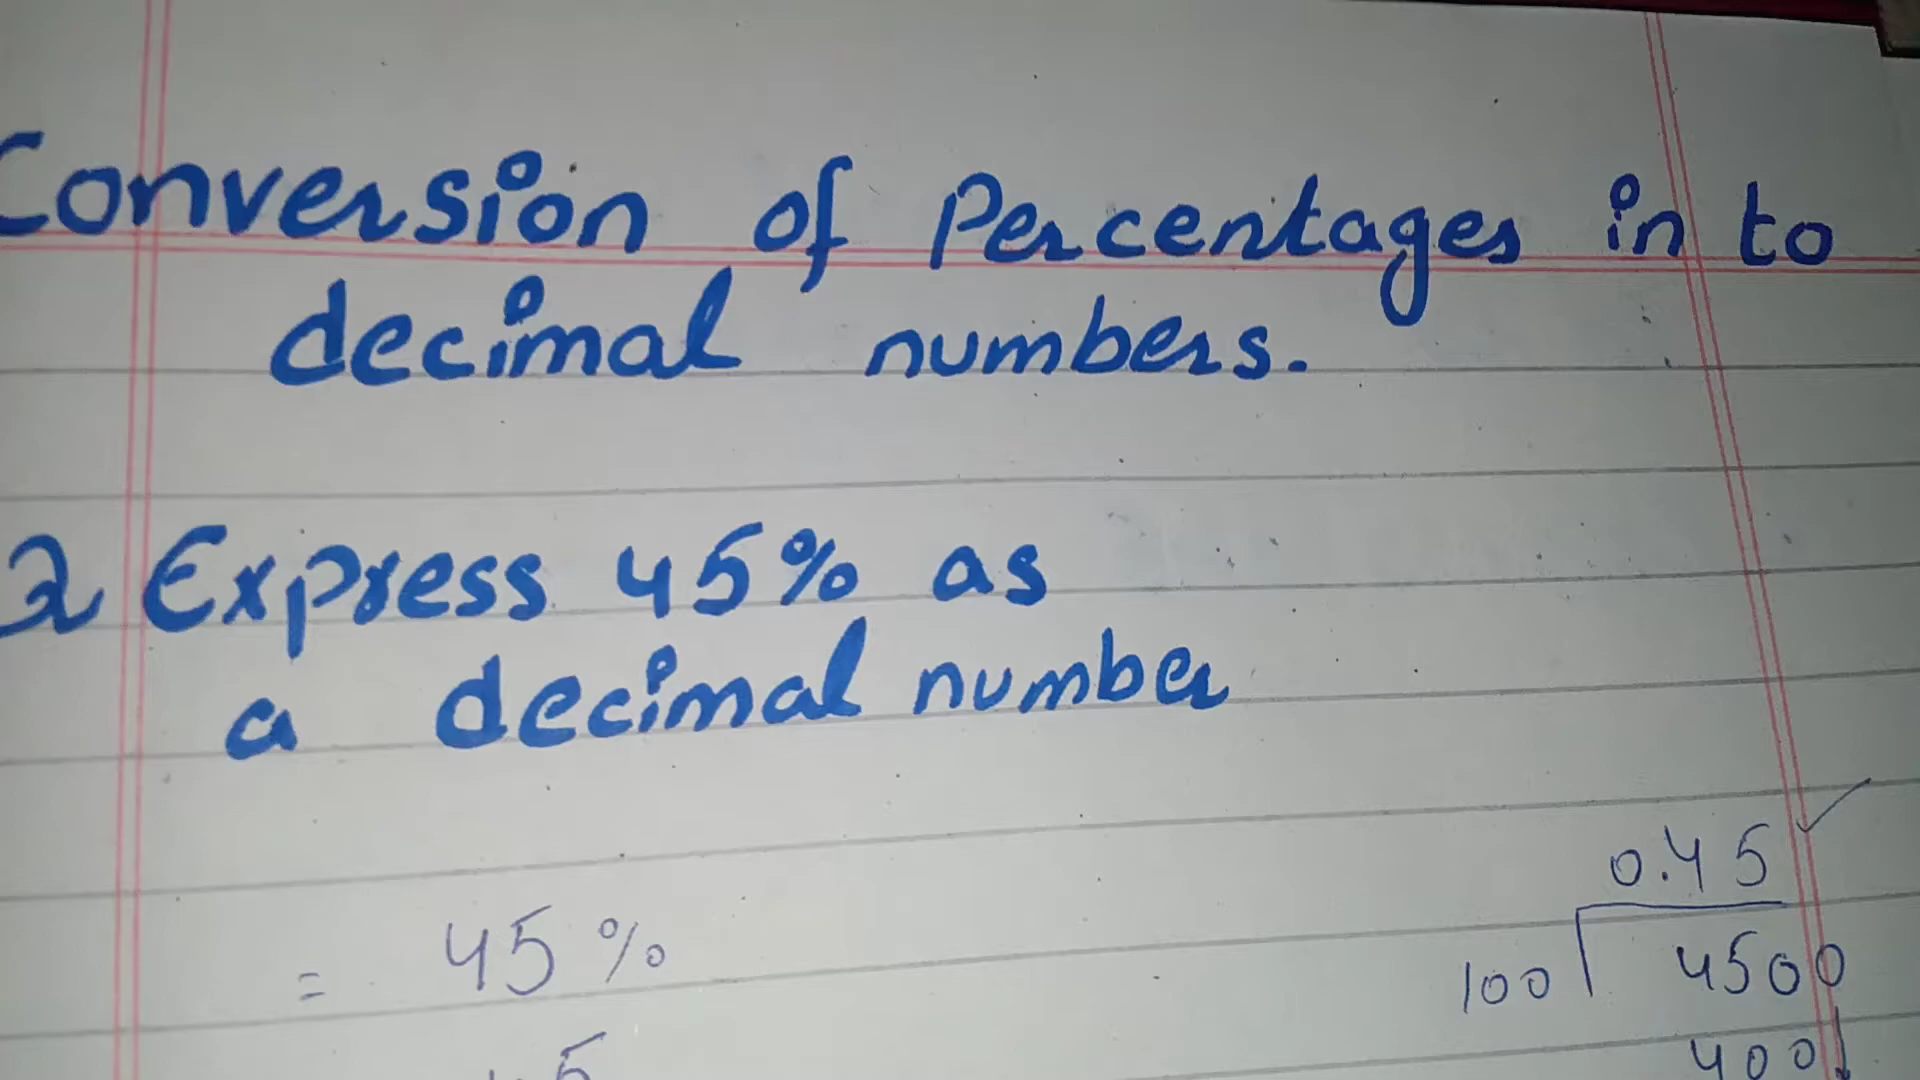 Conversion of Percentages in to
decimal numbers.
2 Express 45% as
a decimal number
= 45%
0.45
100 4500
400